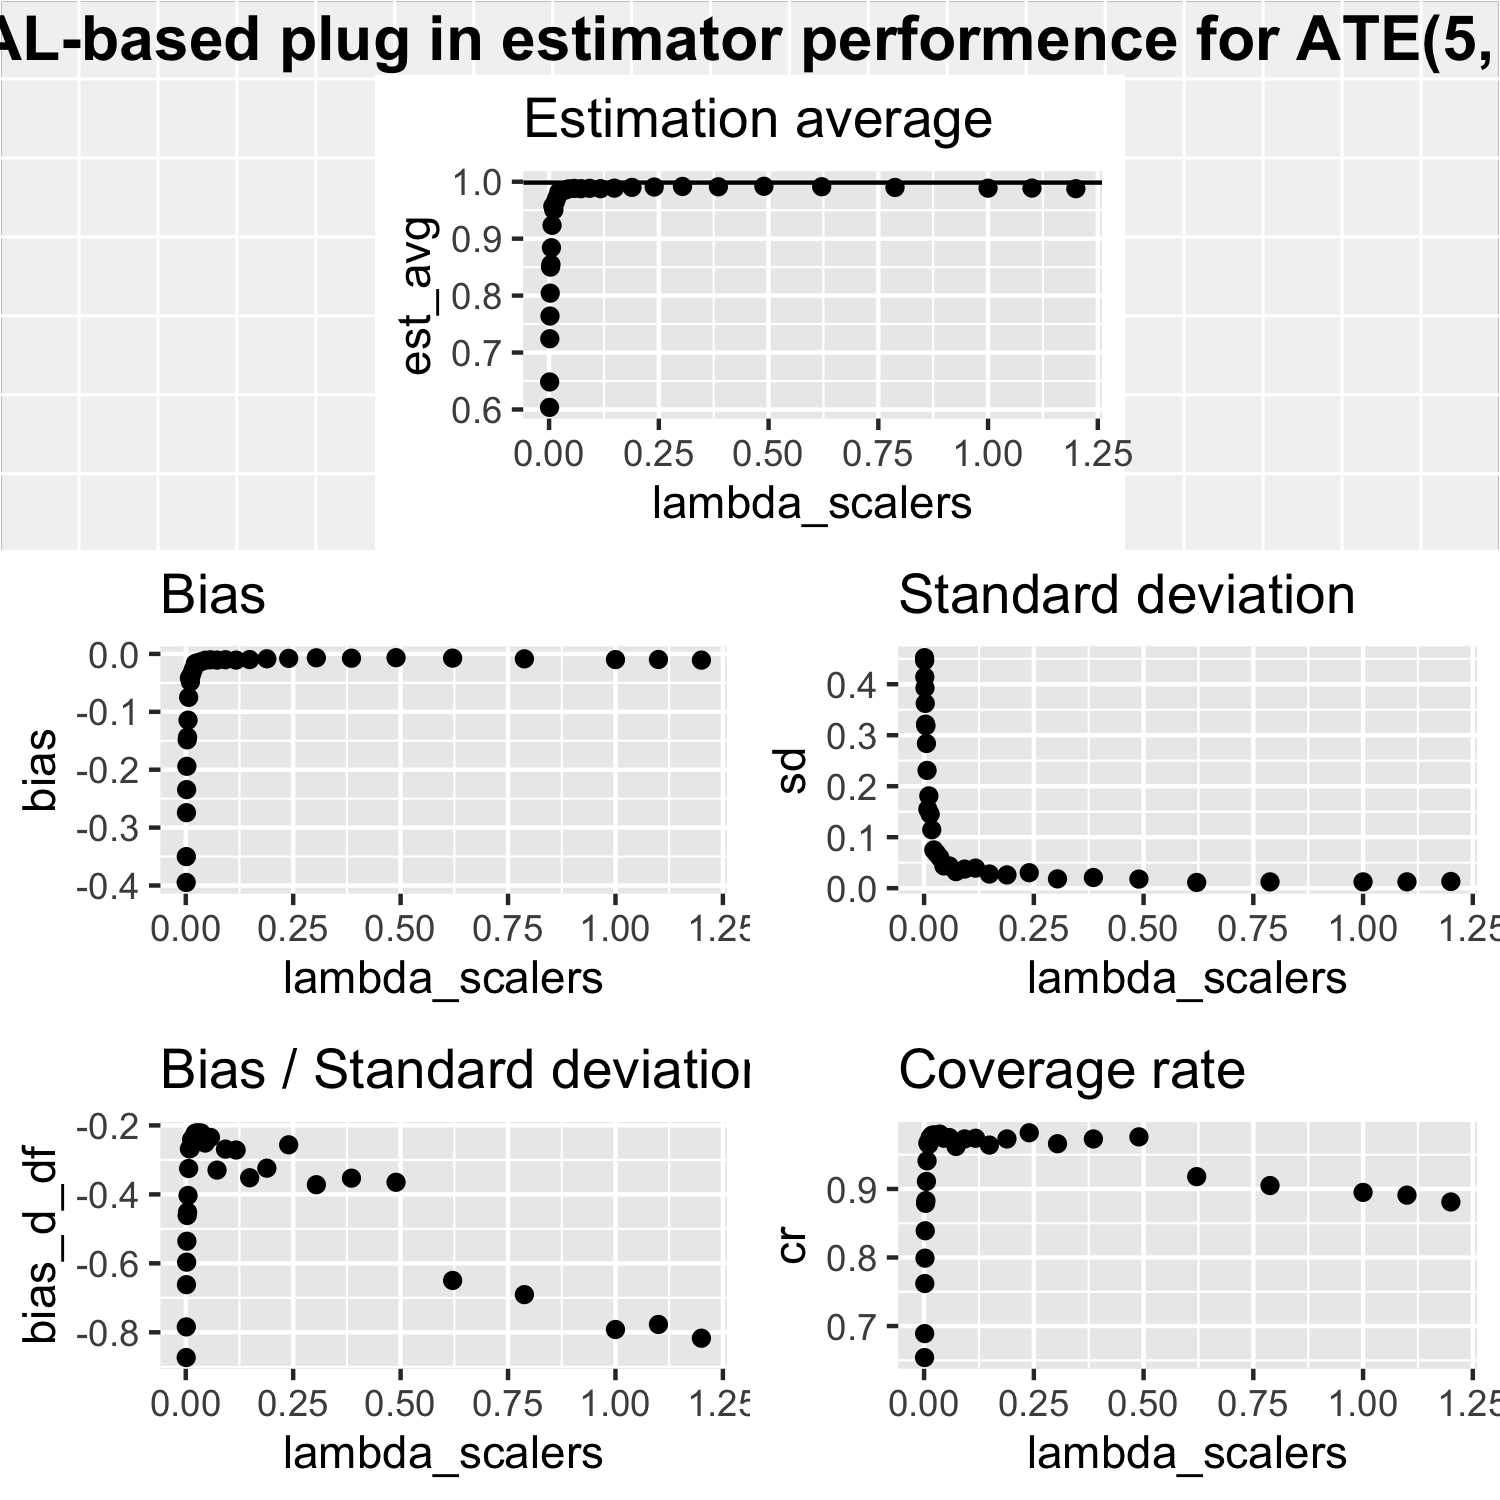 AL-based plug in estimator performence for ATE(5,
Estimation average
est_avg
1.0
0.9
0.8
0.7
0.6
0.00 0.25 0.50 0.75 1.00 1.25
lambda_scalers
Bias
bias
0.0
-0.1
-0.2
-0.3
-0.4
0.00 0.25 0.50 0.75 1.00 1.25
lambda_scalers
Standard deviation
sd
0.4
0.3
0.2
0.1
0.0
0.00 0.25 0.50 0.75 1.00 1.25
lambda_scalers
Bias / Standard deviation
bias_d_df
-0.2
-0.4
-0.6
-0.8
0.00 0.25 0.50 0.75 1.00 1.25
lambda_scalers
Coverage rate
cr
0.9
0.8
0.7
0.00 0.25 0.50 0.75 1.00 1.25
lambda_scalers